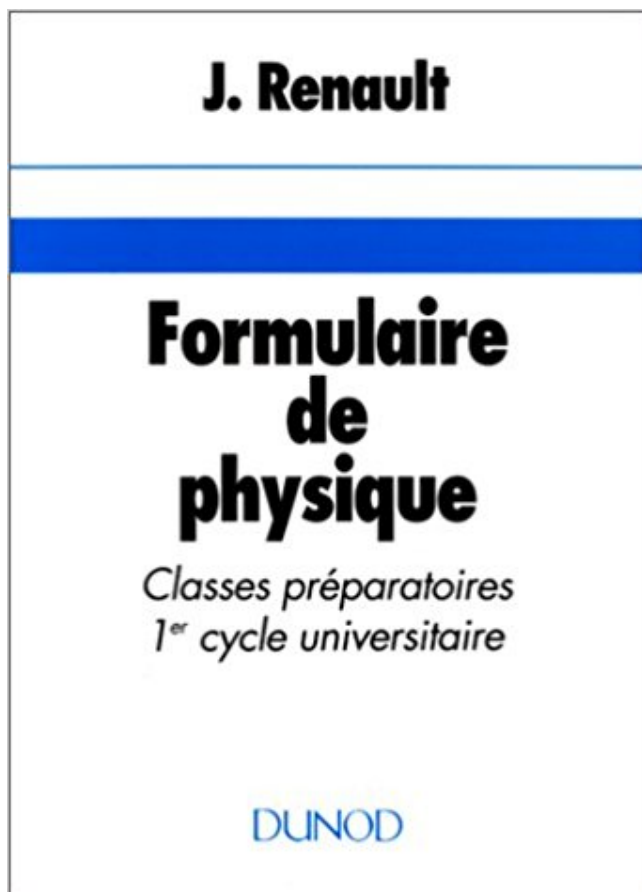 J. Renault
Formulaire
de
physique
Classes préparatoires
1er cycle universitaire
DUNOD